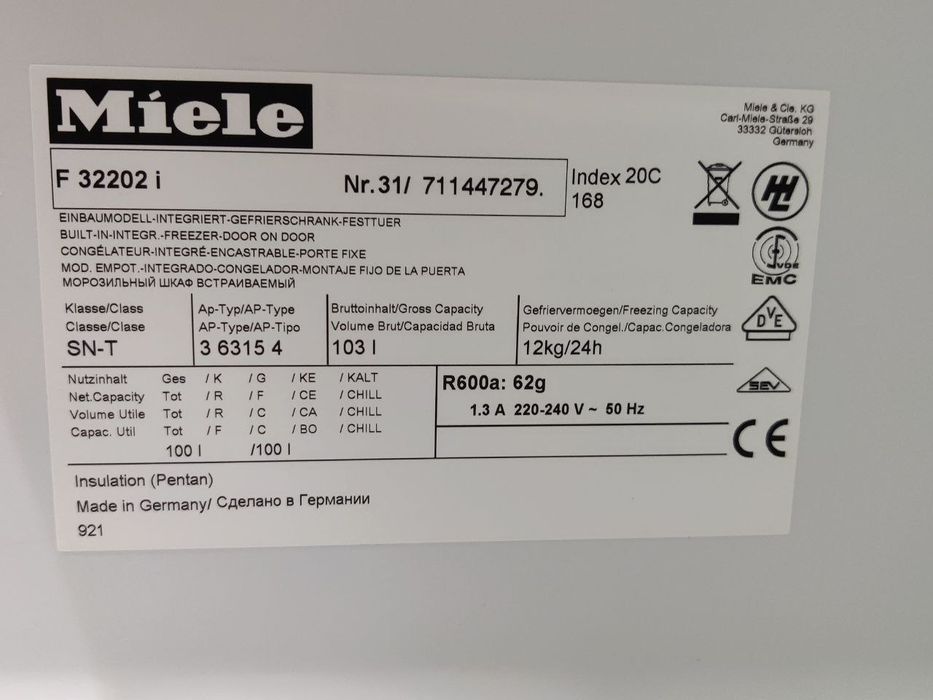 Miele
Miele & Cie. KG
Carl-Miele-Straße 29
33332 Gütersloh
Germany
F 32202 i Nr. 31/ 711447279. Index 20C
168
EINBAUMODELL-INTEGRIERT-GEFRIERSCHRANK-FESTTUER
BUILT-IN-INTEGR.-FREEZER-DOOR ON DOOR
CONGÉLATEUR-INTEGRÉ-ENCASTRABLE-PORTE FIXE
MOD. EMPOT.-INTEGRADO-CONGELADOR-MONTAJE FIJO DE LA PUERTA
МОРОЗИЛЬНЫЙ ШКАФ ВСТРАИВАЕМЫЙ
VDE
EMC
DVE
SEV
CE
Klasse/Class Ap-Typ/AP-Type Bruttoinhalt/Gross Capacity Gefriervermoegen/Freezing Capacity
Classe/Clase AP-Type/AP-Tipo Volume Brut/Capacidad Bruta Pouvoir de Congel./Capac.Congeladora
SN-T 3 6315 4 103 l 12kg/24h
Nutzinhalt Ges / K / G / KE / KALT
Net.Capacity Tot / R / F / CE / CHILL
Volume Utile Tot / R / C / CA / CHILL
Capac. Util Tot / F / C / BO / CHILL
100 l /100 l
R600a: 62g
1.3 A 220-240 V ~ 50 Hz
Insulation (Pentan)
Made in Germany/ Сделано в Германии
921